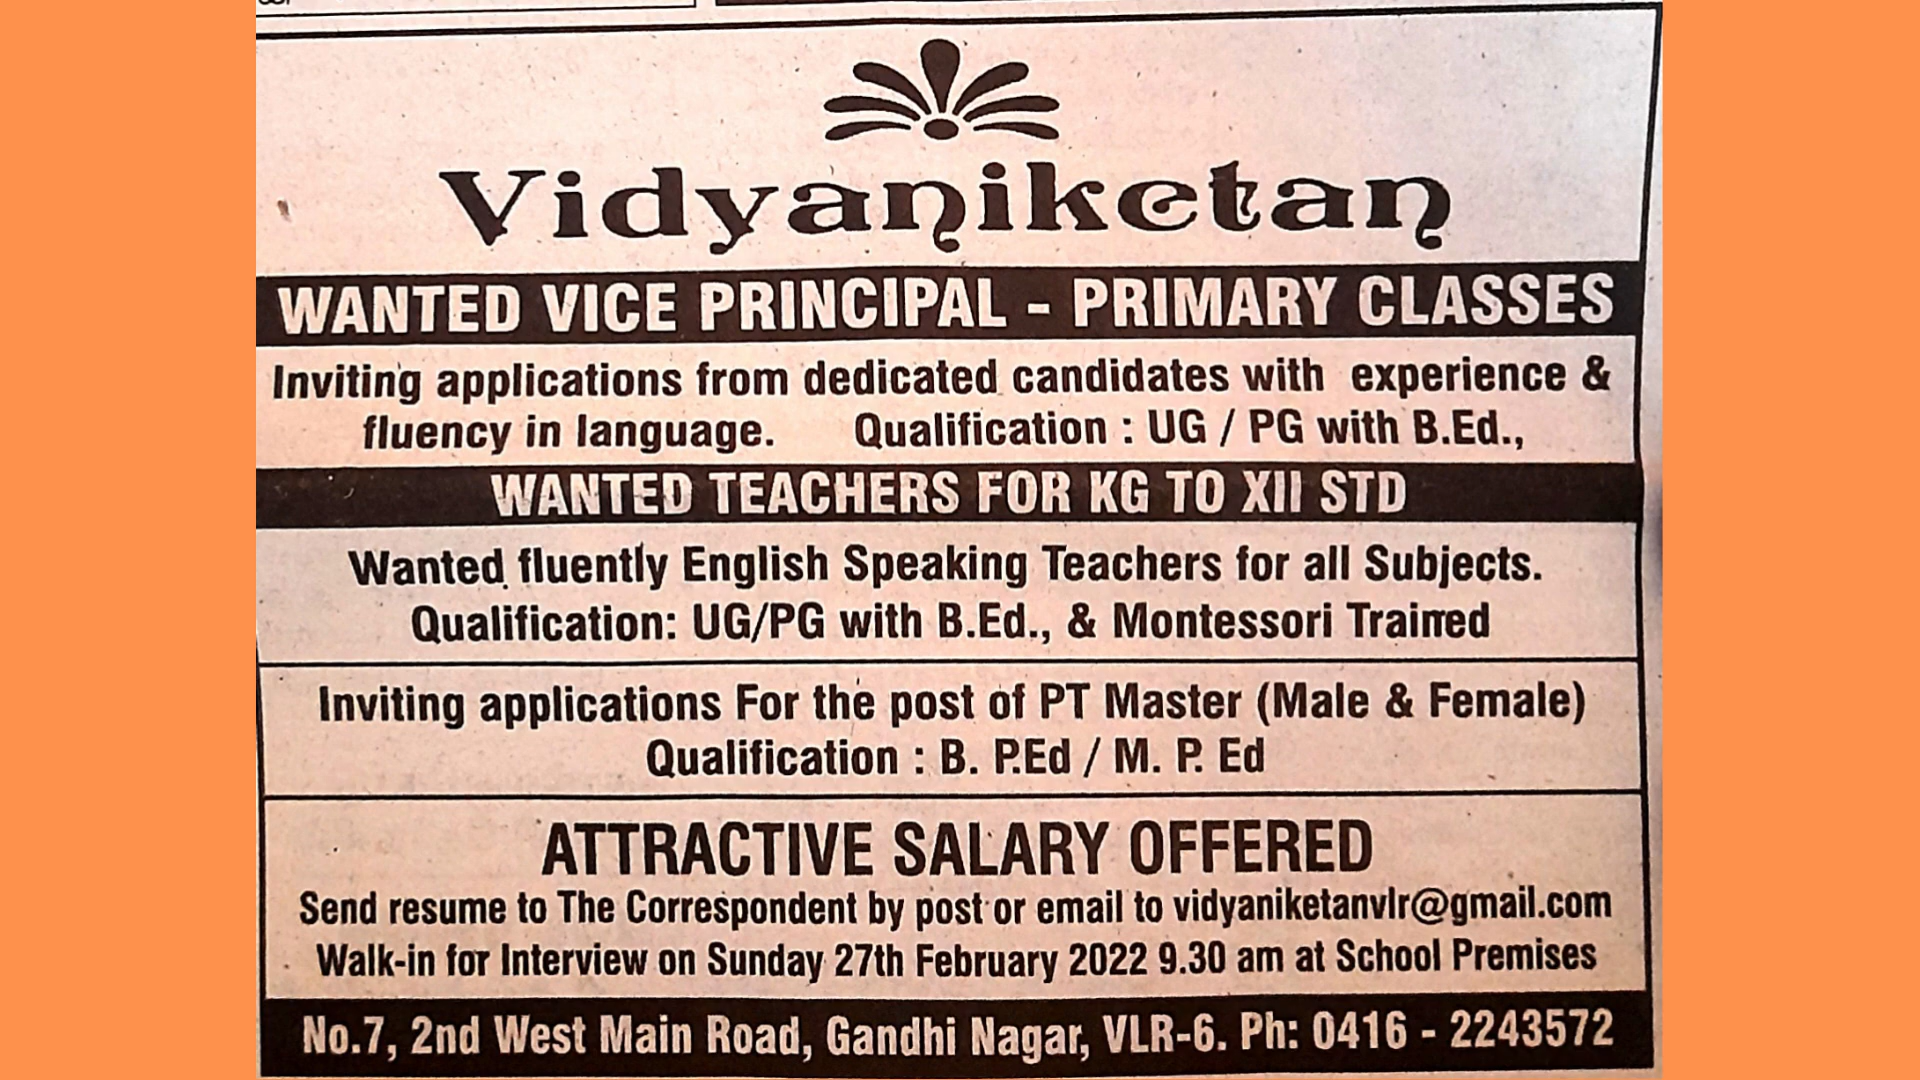 Vidyaniketan
WANTED VICE PRINCIPAL - PRIMARY CLASSES
Inviting applications from dedicated candidates with experience &
fluency in language. Qualification : UG / PG with B.Ed.,
WANTED TEACHERS FOR KG TO XII STD
Wanted fluently English Speaking Teachers for all Subjects.
Qualification: UG/PG with B.Ed., & Montessori Trained
Inviting applications For the post of PT Master (Male & Female)
Qualification : B. P.Ed / M. P. Ed
ATTRACTIVE SALARY OFFERED
Send resume to The Correspondent by post or email to vidyaniketanvlr@gmail.com
Walk-in for Interview on Sunday 27th February 2022 9.30 am at School Premises
No.7, 2nd West Main Road, Gandhi Nagar, VLR-6. Ph: 0416 - 2243572